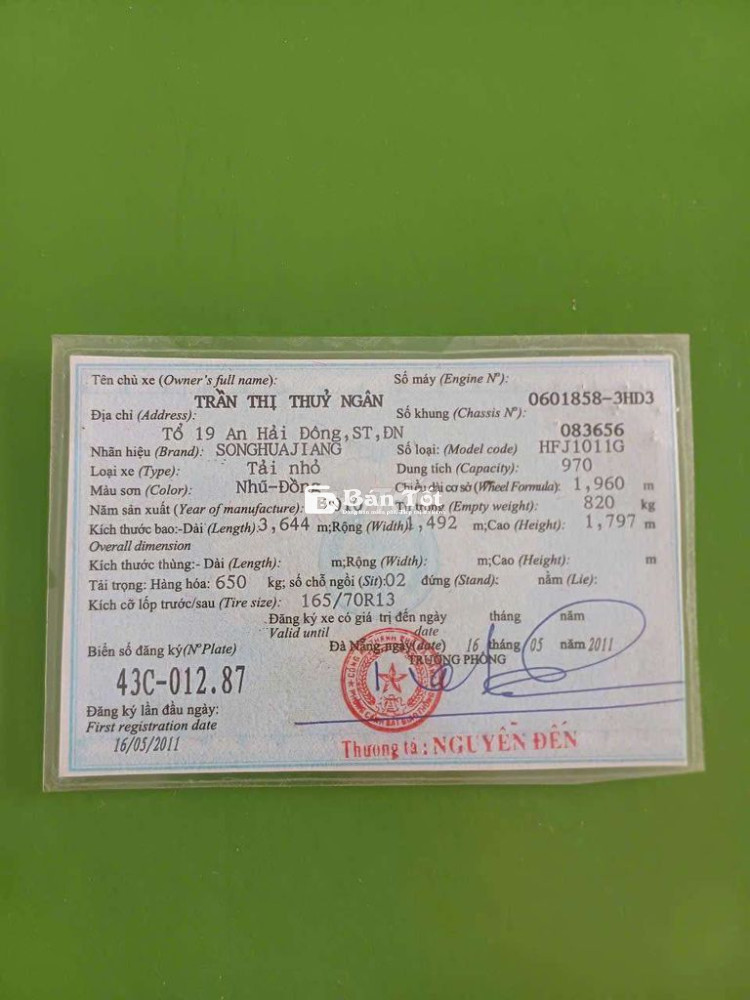 Tên chủ xe (Owner's full name): Số máy (Engine Nº):
TRẦN THỊ THUỶ NGÂN 0601858-3HD3
Địa chỉ (Address): Số khung (Chassis Nº):
Tổ 19 An Hải Đông,ST,ĐN 083656
Nhãn hiệu (Brand): SONGHUAJIANG Số loại: (Model code) HFJ1011G
Loại xe (Type): Tải nhỏ Dung tích (Capacity): 970
Màu sơn (Color): Nhũ-Đồng Chiều dài cơ sở (Wheel Formula): 1,960 m
Bán Tốt
Năm sản xuất (Year of manufacture): Tự trọng (Empty weight): 820 kg
Kích thước bao:-Dài (Length) 3,644 m;Rộng (Width) 1,492 m;Cao (Height): 1,797 m
Overall dimension
Kích thước thùng:- Dài (Length): m;Rộng (Width): m;Cao (Height): m
Tải trọng: Hàng hóa: 650 kg; số chỗ ngồi (Sit):02 đứng (Stand): nằm (Lie):
Kích cỡ lốp trước/sau (Tire size): 165/70R13
Đăng ký xe có giá trị đến ngày tháng năm
Valid until date
Biển số đăng ký(Nº Plate) Đà Nẵng,ngày(date) 16 tháng 05 năm 2011
TRƯỞNG PHÒNG
43C-012.87
Đăng ký lần đầu ngày:
First registration date
16/05/2011
Thượng tá : NGUYỄN ĐẾN